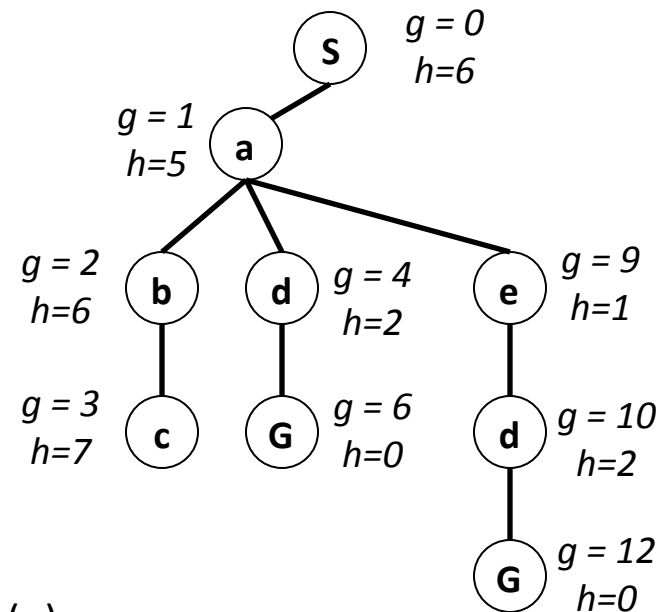 S
g = 0
h=6
g = 1
h=5
a
g = 2
h=6
b
d
g = 4
h=2
e
g = 9
h=1
g = 3
h=7
c
G
g = 6
h=0
d
g = 10
h=2
G
g = 12
h=0